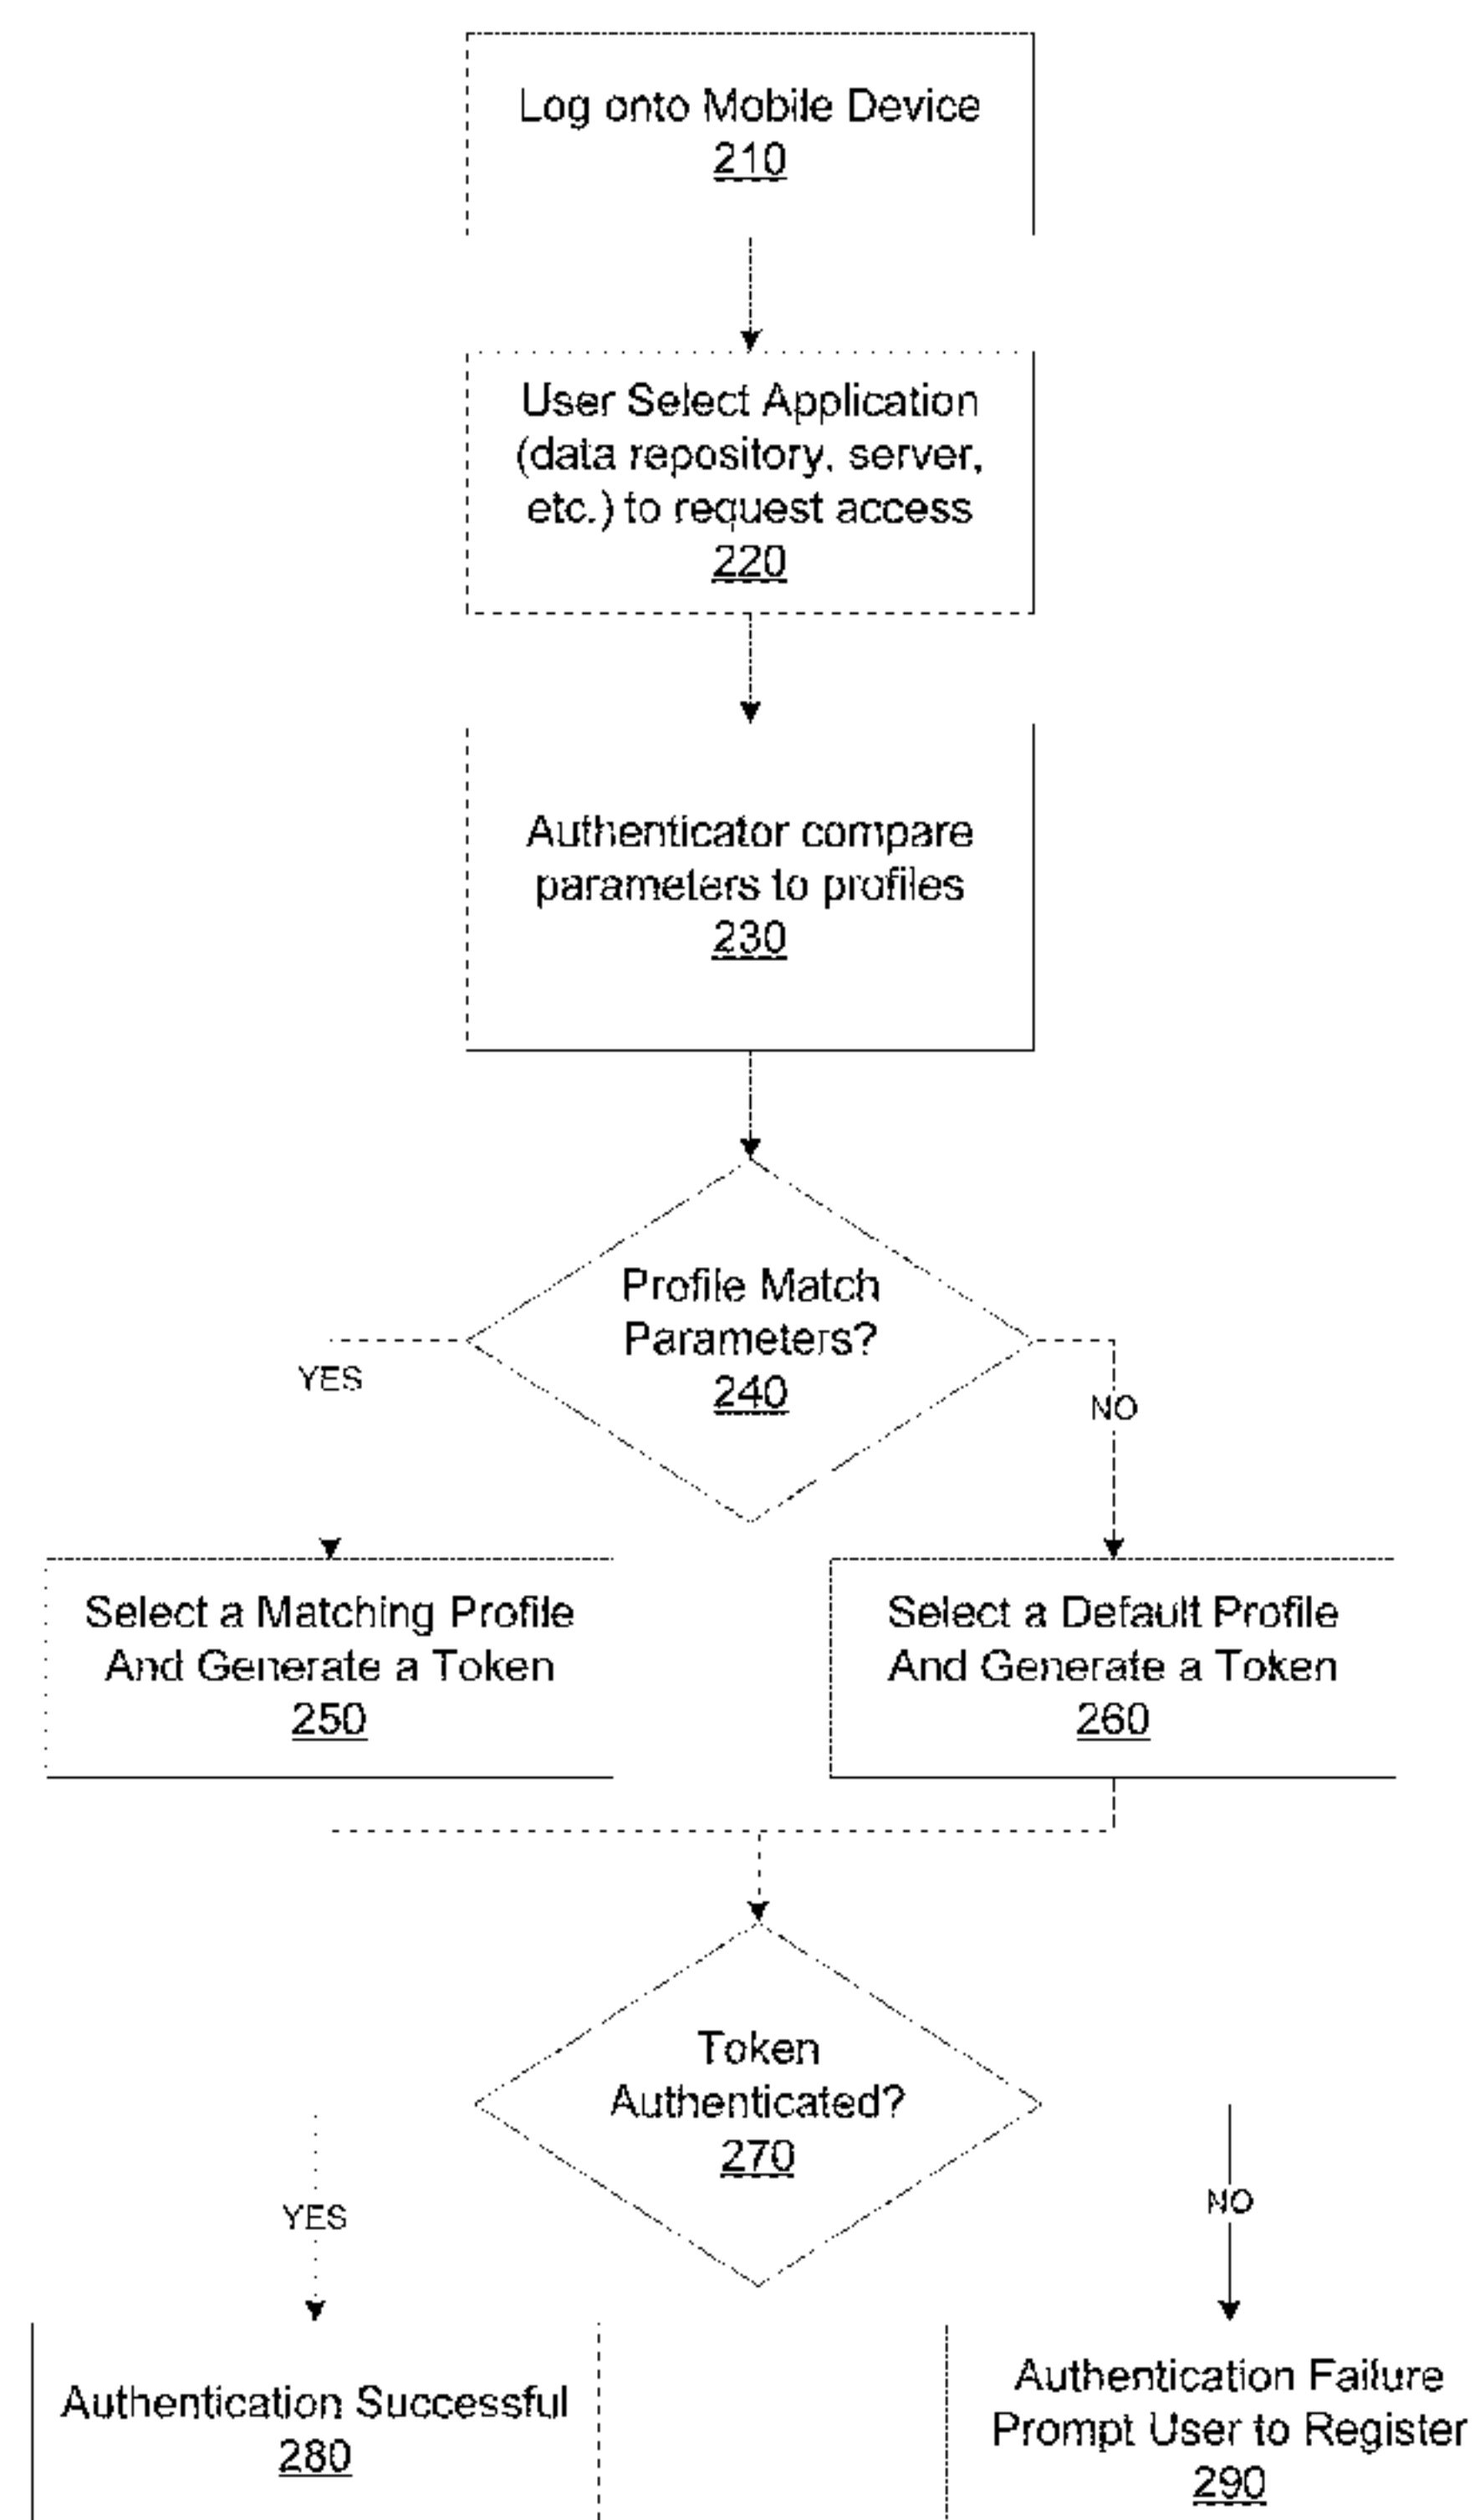 Log onto Mobile Device
210
User Select Application
(data repository, server,
etc.) to request access
220
Authenticator compare
parameters to profiles
230
Profile Match
Parameters?
240
YES
NO
Select a Matching Profile
And Generate a Token
250
Select a Default Profile
And Generate a Token
260
Token
Authenticated?
270
YES
NO
Authentication Successful
280
Authentication Failure
Prompt User to Register
290